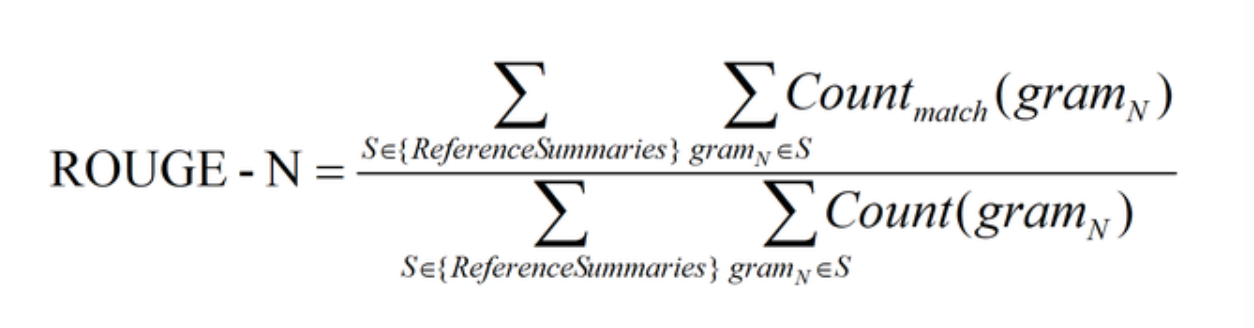 ∑ ∑ Count_match(gram_N)
S∈{ReferenceSummaries} gram_N∈S
ROUGE - N =
∑ ∑ Count(gram_N)
S∈{ReferenceSummaries} gram_N∈S